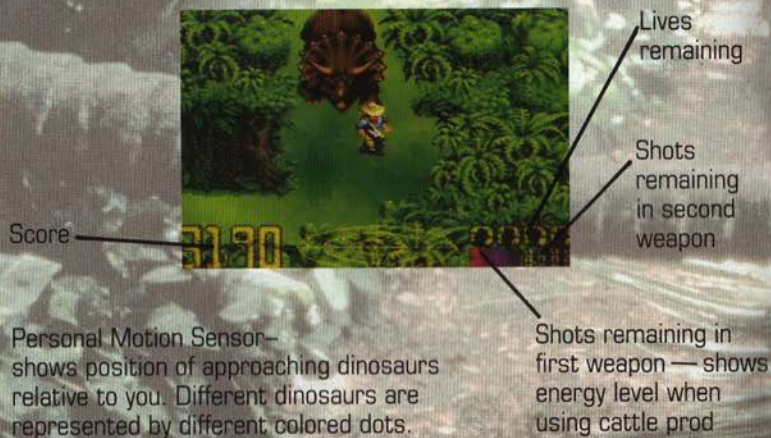 Lives
remaining
Shots
remaining
in second
weapon
Score
3190
Personal Motion Sensor–
shows position of approaching dinosaurs
relative to you. Different dinosaurs are
represented by different colored dots.
Shots remaining in
first weapon — shows
energy level when
using cattle prod